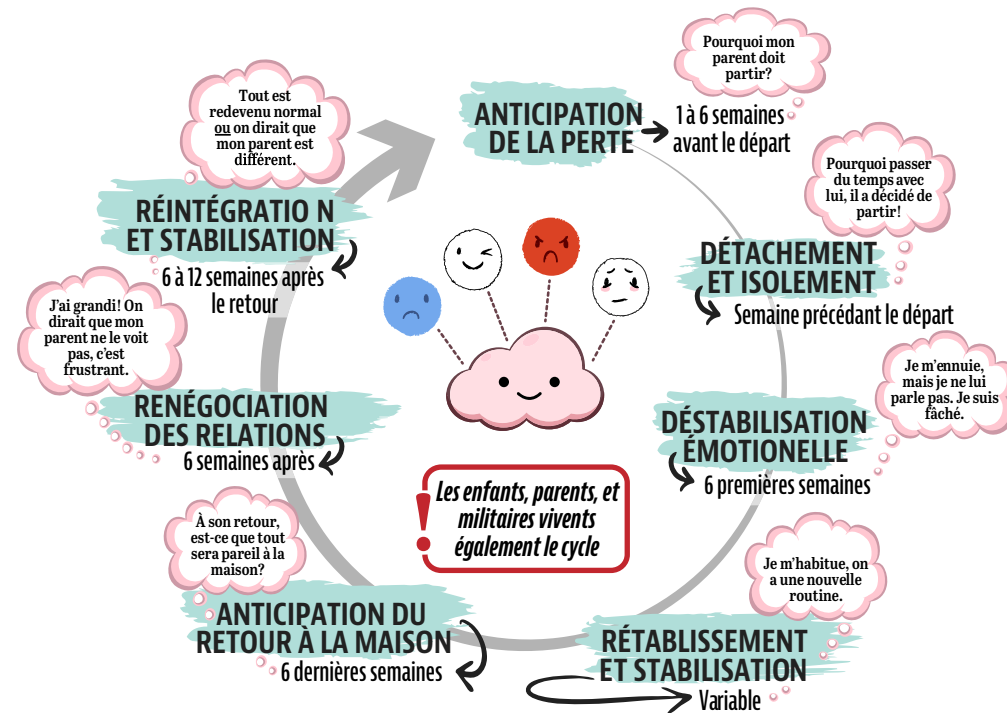 Pourquoi mon
parent doit
partir?
ANTICIPATION
DE LA PERTE
1 à 6 semaines
avant le départ
Pourquoi passer
du temps avec
lui, il a décidé de
partir!
DÉTACHEMENT
ET ISOLEMENT
Semaine précédant le départ
Je m'ennuie,
mais je ne lui
parle pas. Je suis
fâché.
DÉSTABILISATION
ÉMOTIONELLE
6 premières semaines
Je m'habitue, on
a une nouvelle
routine.
RÉTABLISSEMENT
ET STABILISATION
Variable
À son retour,
est-ce que tout
sera pareil à la
maison?
ANTICIPATION DU
RETOUR À LA MAISON
6 dernières semaines
J'ai grandi! On
dirait que mon
parent ne le voit
pas, c'est
frustrant.
RENÉGOCIATION
DES RELATIONS
6 semaines après
Tout est
redevenu normal
ou on dirait que
mon parent est
différent.
RÉINTÉGRATIO N
ET STABILISATION
6 à 12 semaines après
le retour
! Les enfants, parents, et
militaires vivents
également le cycle